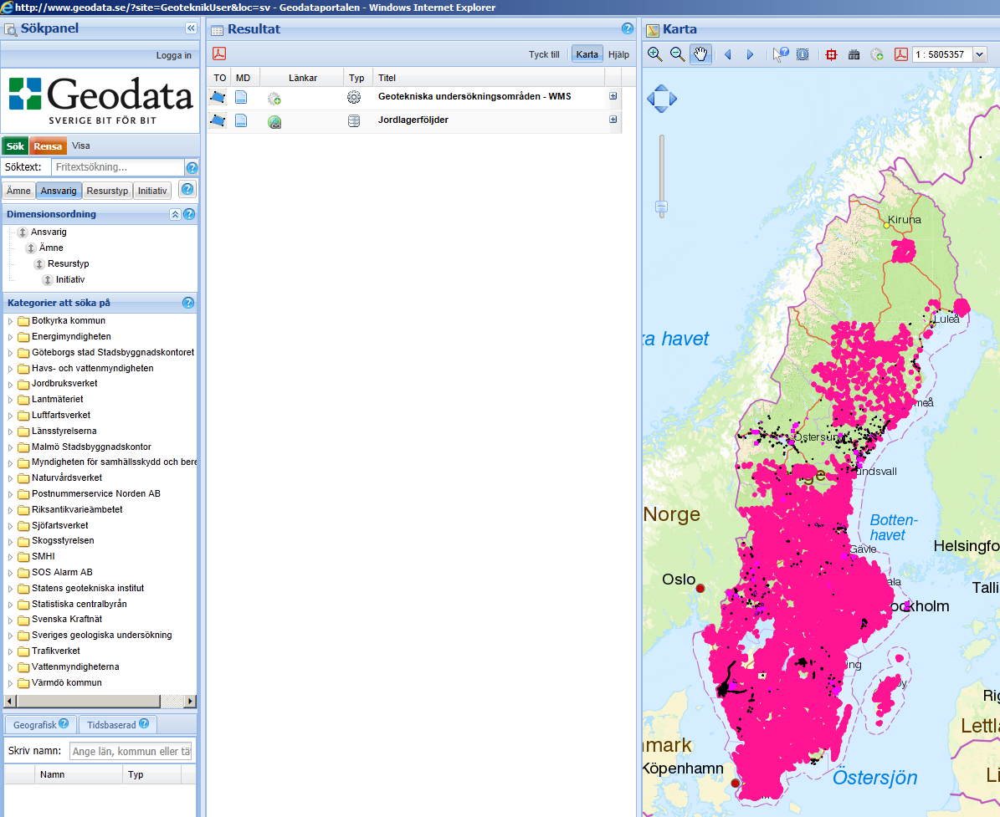 http://www.geodata.se/?site=GeoteknikUser&loc=sv - Geodataportalen - Windows Internet Explorer
Sökpanel
Logga in
Geodata
SVERIGE BIT FÖR BIT
Sök Rensa Visa
Söktext: Fritextsökning...
Ämne Ansvarig Resurstyp Initiativ
Dimensionsordning
Ansvarig
Ämne
Resurstyp
Initiativ
Kategorier att söka på
Botkyrka kommun
Energimyndigheten
Göteborgs stad Stadsbyggnadskontoret
Havs- och vattenmyndigheten
Jordbruksverket
Lantmäteriet
Luftfartsverket
Länsstyrelserna
Malmö Stadsbyggnadskontor
Myndigheten för samhällsskydd och bere
Naturvårdsverket
Postnummerservice Norden AB
Riksantikvarieämbetet
Sjöfartsverket
Skogsstyrelsen
SMHI
SOS Alarm AB
Statens geotekniska institut
Statistiska centralbyrån
Svenska Kraftnät
Sveriges geologiska undersökning
Trafikverket
Vattenmyndigheterna
Värmdö kommun
Geografisk Tidsbaserad
Skriv namn: Ange län, kommun eller tä
Namn Typ
Resultat
Tyck till Karta Hjälp
TO MD Länkar Typ Titel
Geotekniska undersökningsområden - WMS
Jordlagerföljder
Karta
1 : 5805357
Kiruna
Luleå
ka havet
meå
Östersund
undsvall
ge
Norge
Botten-
havet
Gävle
Helsingfo
Oslo
ala
Talli
ockholm
ing
by
Rig
Lettla
nmark
Köpenhamn
Östersjön
Li